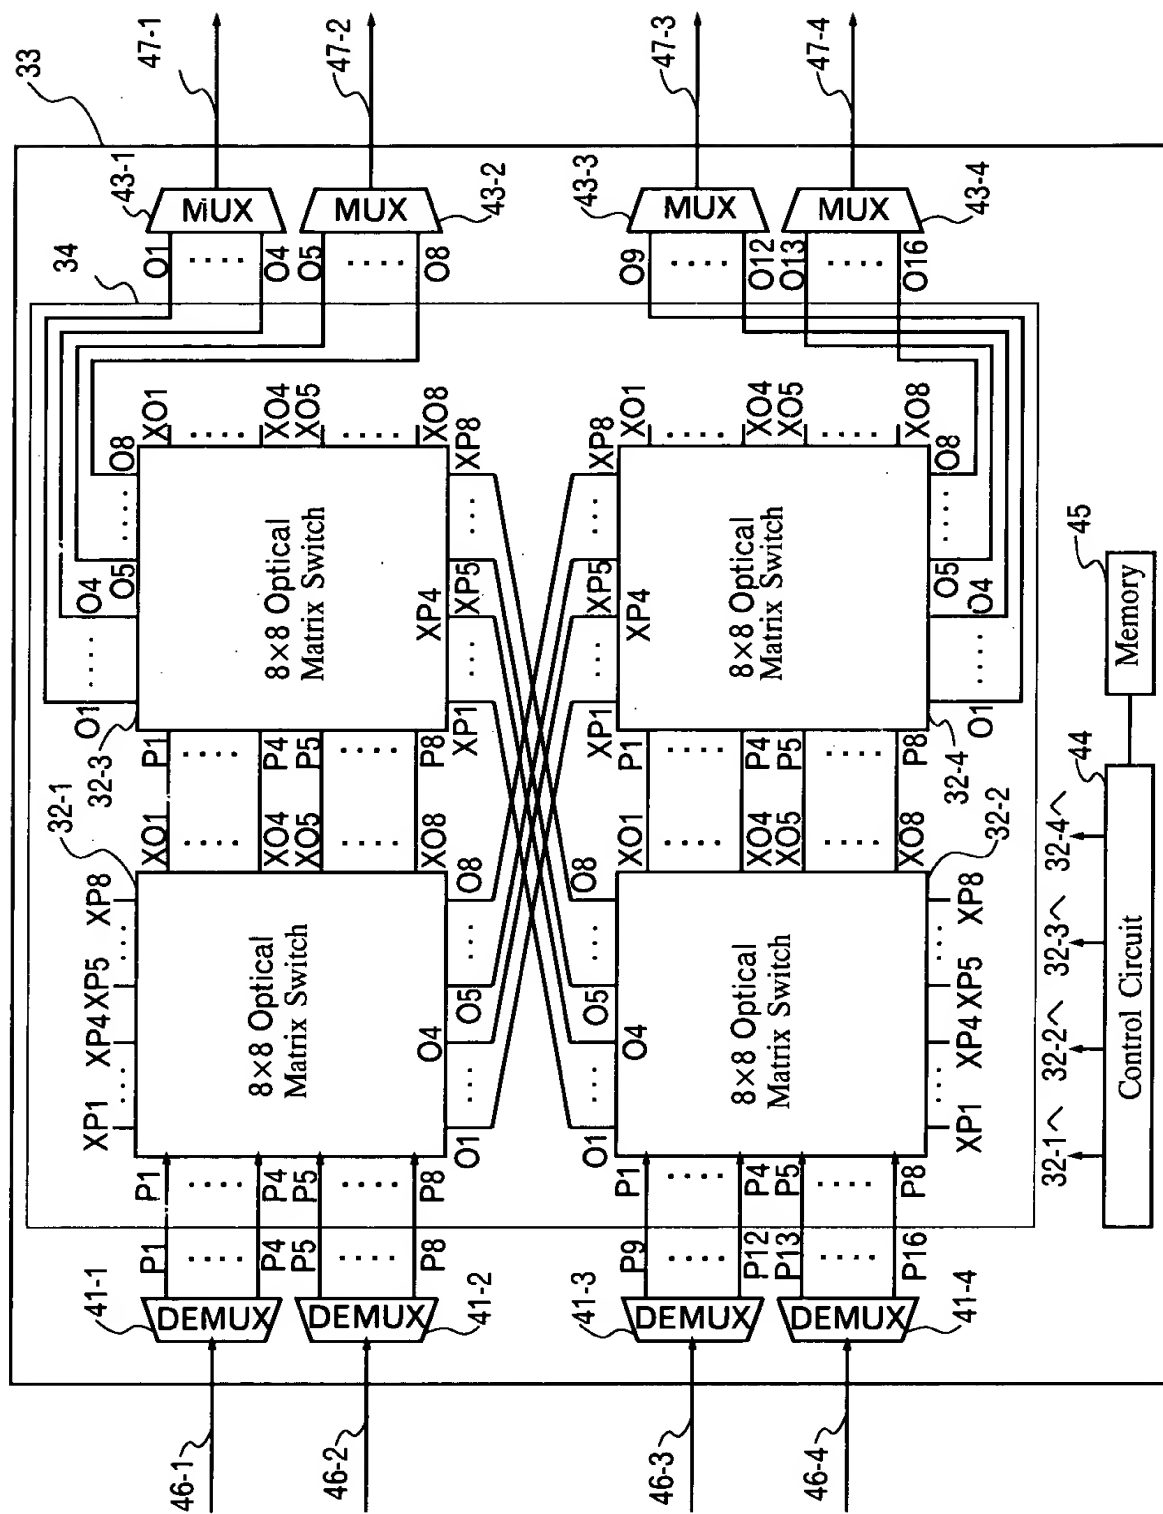 33
34
47-1
47-2
47-3
47-4
43-1
43-2
43-3
43-4
MUX
MUX
MUX
MUX
O1
....
O4
O5
....
O8
O9
....
O12
O13
....
O16
O1
....
O4
O5
....
O8
XO1
....
XO4
XO5
....
XO8
32-3
8×8 Optical
Matrix Switch
P1
....
P4
P5
....
P8
XP1
...
XP4
XP5
...
XP8
XP1
...
XP4
XP5
...
XP8
XO1
....
XO4
XO5
....
XO8
8×8 Optical
Matrix Switch
P1
....
P4
P5
....
P8
32-4
O1
....
O4
O5
....
O8
32-1
XP1
....
XP4
XP5
....
XP8
XO1
....
XO4
XO5
....
XO8
8×8 Optical
Matrix Switch
P1
....
P4
P5
....
P8
O1
...
O4
O5
...
O8
O1
...
O4
O5
...
O8
XO1
....
XO4
XO5
....
XO8
8×8 Optical
Matrix Switch
32-2
P1
....
P4
P5
....
P8
XP1
....
XP4
XP5
....
XP8
P1
....
P4
P5
....
P8
P9
....
P12
P13
....
P16
41-1
41-2
41-3
41-4
DEMUX
DEMUX
DEMUX
DEMUX
46-1
46-2
46-3
46-4
32-1へ
32-2へ
32-3へ
32-4へ
44
45
Control Circuit
Memory